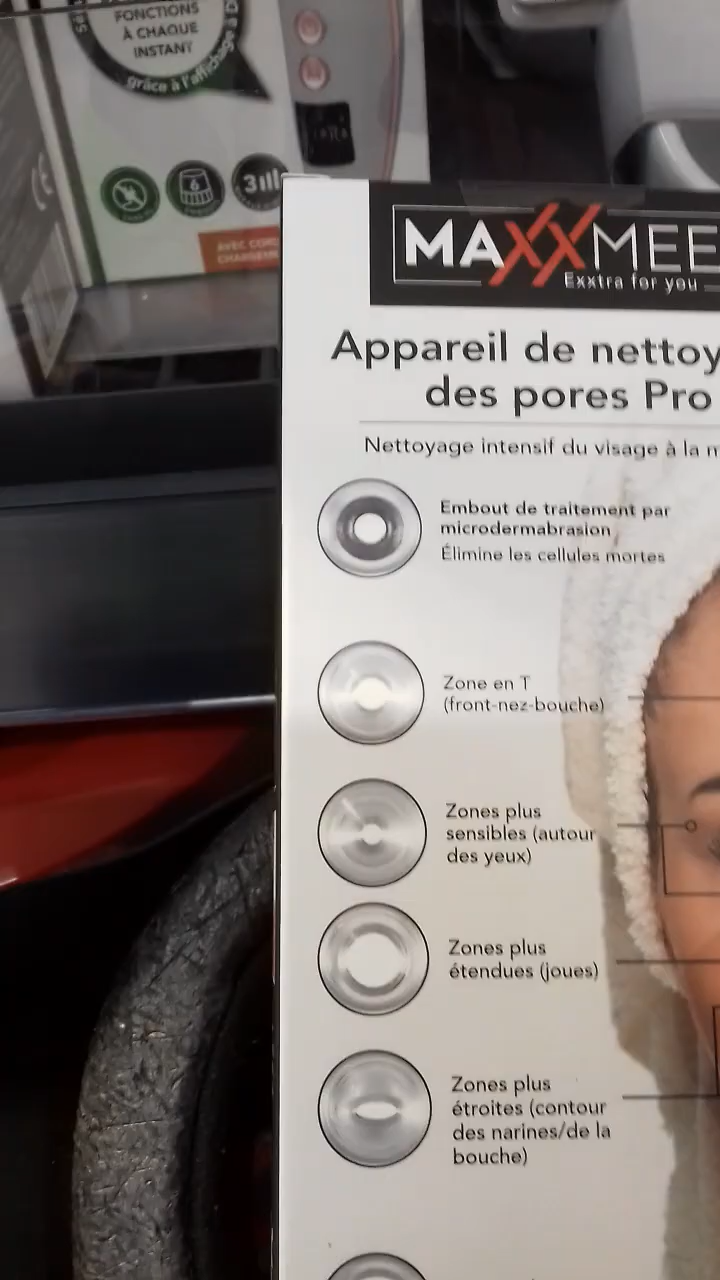 FONCTIONS
À CHAQUE
INSTANT
grâce à l'affichage à
6
3
AVEC
CE
MAXXMEE
Exxtra for you
Appareil de nettoy
des pores Pro
Nettoyage intensif du visage à la m
Embout de traitement par
microdermabrasion
Élimine les cellules mortes
Zone en T
(front-nez-bouche)
Zones plus
sensibles (autour
des yeux)
Zones plus
étendues (joues)
Zones plus
étroites (contour
des narines/de la
bouche)